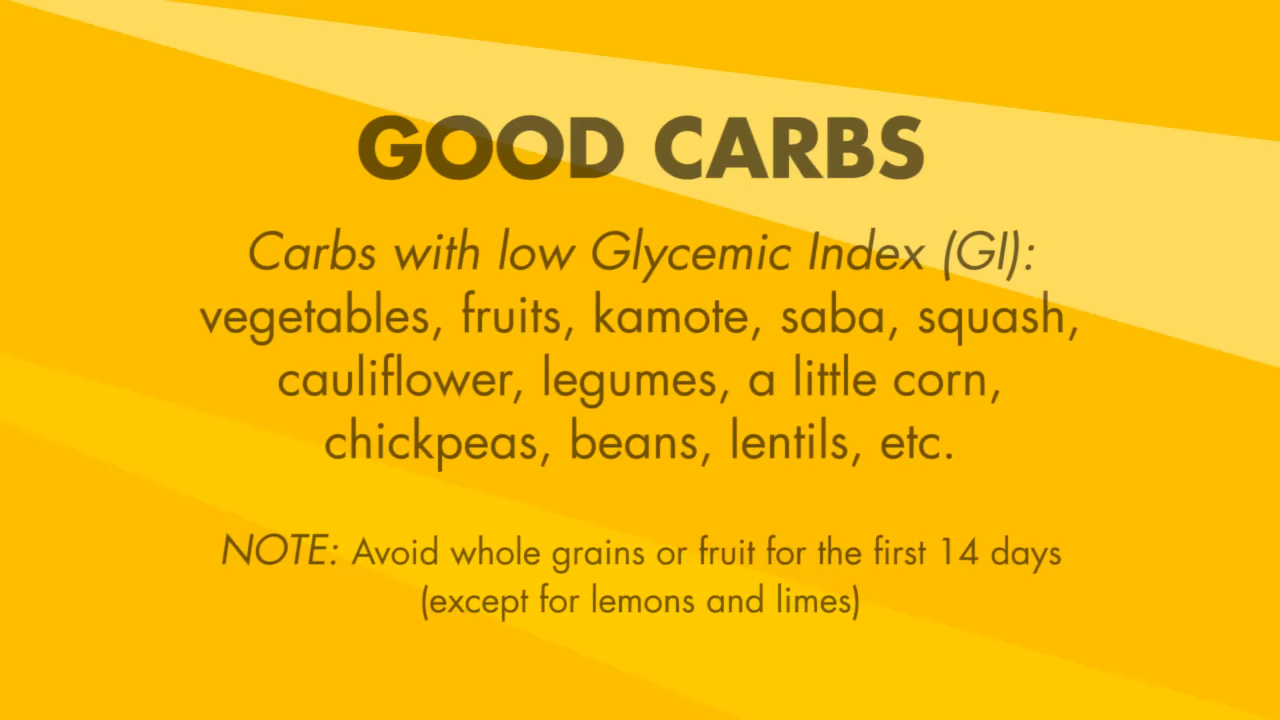 GOOD CARBS
Carbs with low Glycemic Index (GI):
vegetables, fruits, kamote, saba, squash,
cauliflower, legumes, a little corn,
chickpeas, beans, lentils, etc.
NOTE: Avoid whole grains or fruit for the first 14 days
(except for lemons and limes)